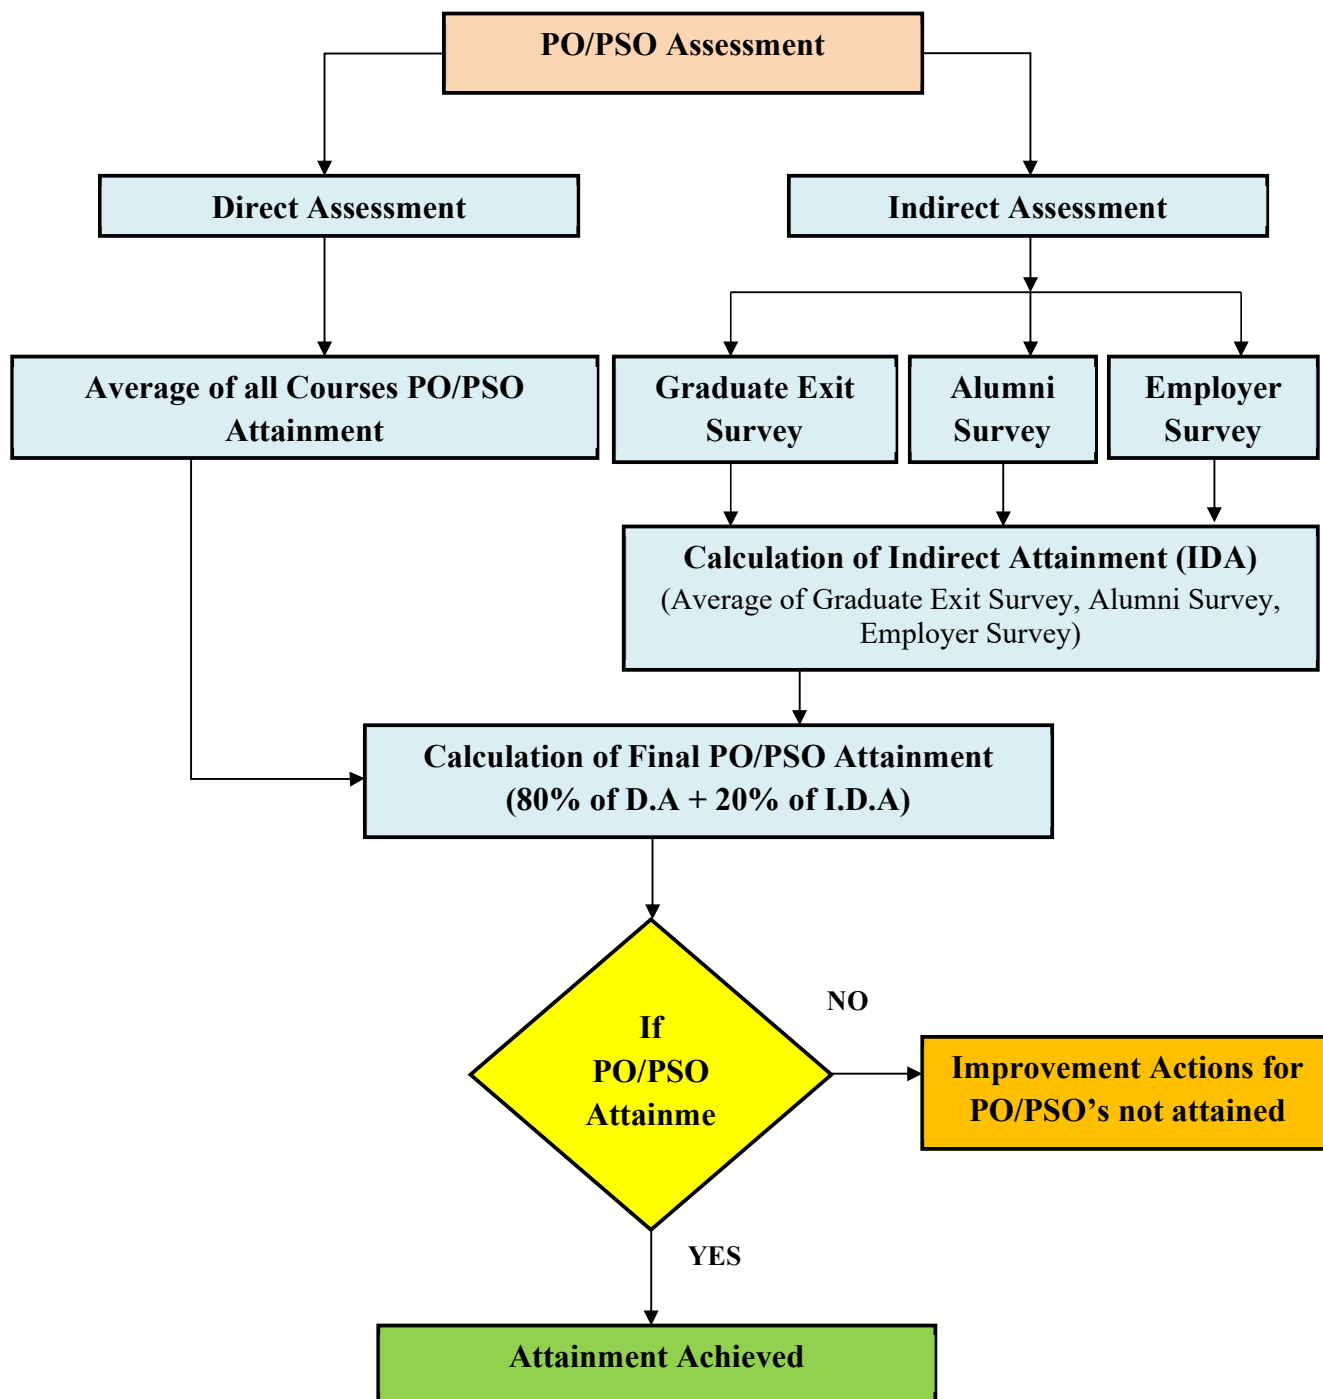 PO/PSO Assessment
Direct Assessment
Indirect Assessment
Average of all Courses PO/PSO
Attainment
Graduate Exit
Survey
Alumni
Survey
Employer
Survey
Calculation of Indirect Attainment (IDA)
(Average of Graduate Exit Survey, Alumni Survey,
Employer Survey)
Calculation of Final PO/PSO Attainment
(80% of D.A + 20% of I.D.A)
If
PO/PSO
Attainme
NO
Improvement Actions for
PO/PSO’s not attained
YES
Attainment Achieved